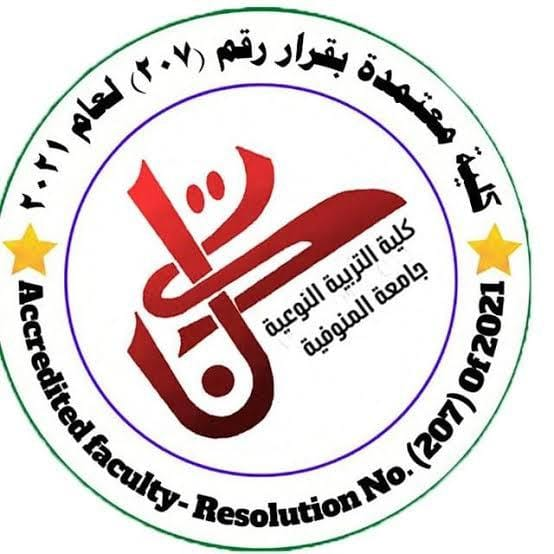 كلية معتمدة بقرار رقم (٢٠٧) لعام ٢٠٢١
كلية التربية النوعية
جامعة المنوفية
Accredited faculty - Resolution No. (207) Of 2021